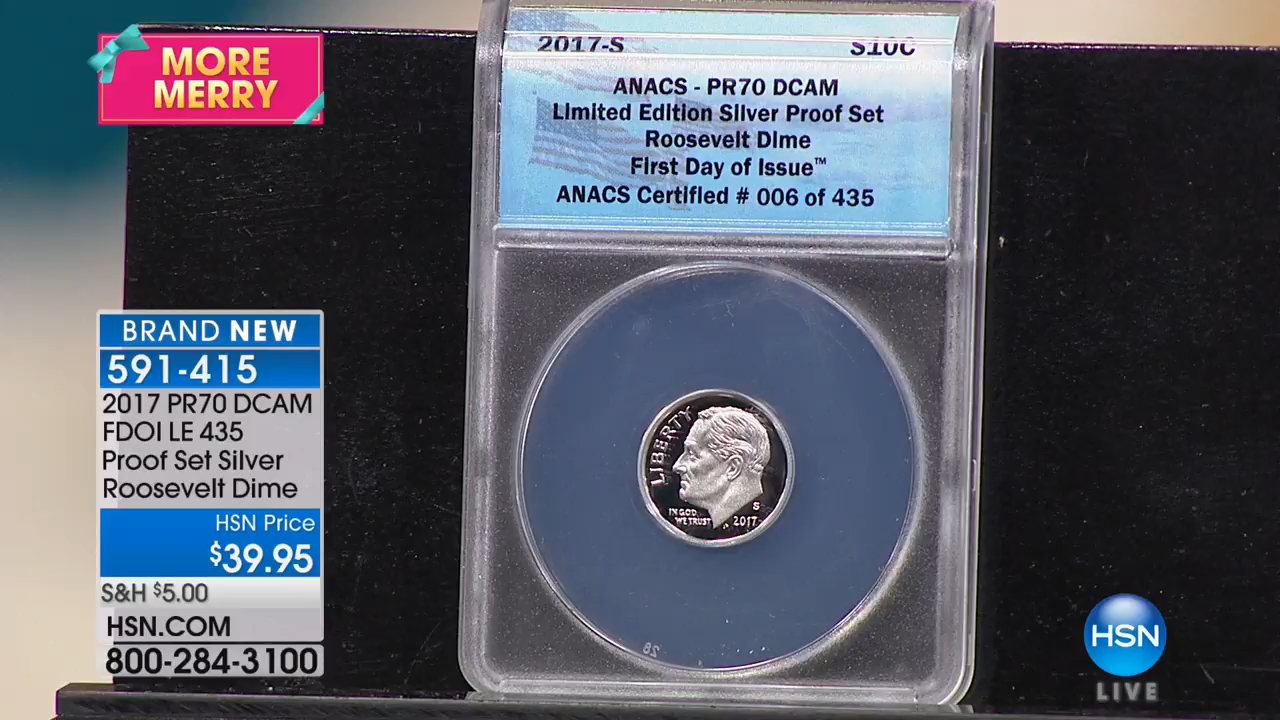 MORE
MERRY
2017-S S10C
ANACS - PR70 DCAM
Limited Edition Silver Proof Set
Roosevelt Dime
First Day of Issue™
ANACS Certified # 006 of 435
BRAND NEW
591-415
2017 PR70 DCAM
FDOI LE 435
Proof Set Silver
Roosevelt Dime
HSN Price
$39.95
S&H $5.00
HSN.COM
800-284-3100
LIBERTY
IN GOD
WE TRUST
S
2017
26
HSN
LIVE